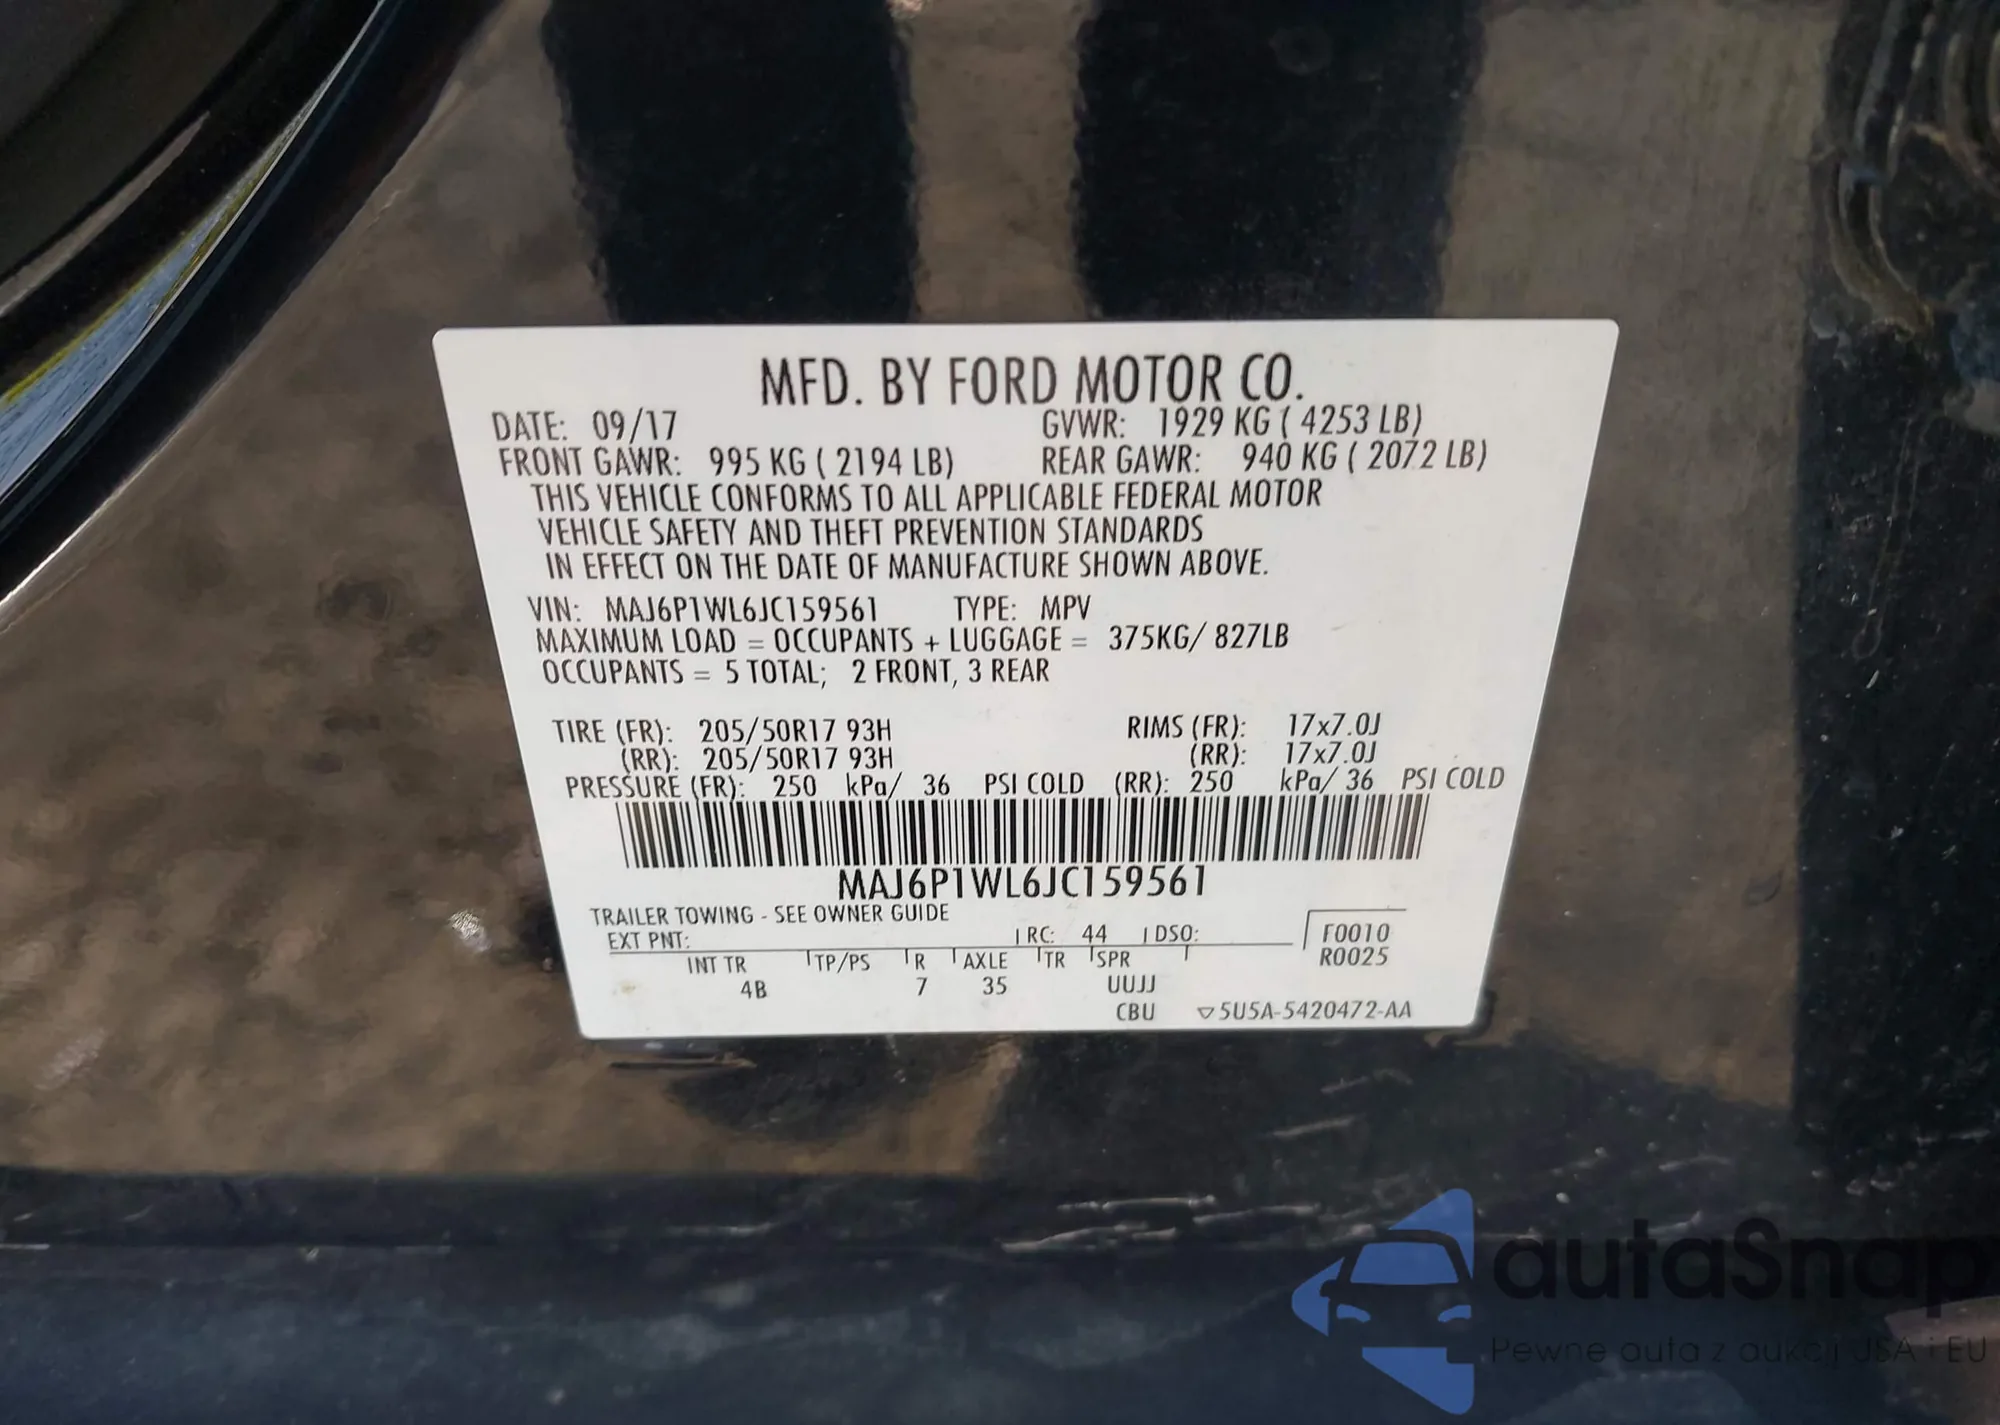 MFD. BY FORD MOTOR CO.
DATE: 09/17 GVWR: 1929 KG ( 4253 LB)
FRONT GAWR: 995 KG ( 2194 LB) REAR GAWR: 940 KG ( 2072 LB)
THIS VEHICLE CONFORMS TO ALL APPLICABLE FEDERAL MOTOR
VEHICLE SAFETY AND THEFT PREVENTION STANDARDS
IN EFFECT ON THE DATE OF MANUFACTURE SHOWN ABOVE.
VIN: MAJ6P1WL6JC159561 TYPE: MPV
MAXIMUM LOAD = OCCUPANTS + LUGGAGE = 375KG/ 827LB
OCCUPANTS = 5 TOTAL; 2 FRONT, 3 REAR
TIRE (FR): 205/50R17 93H RIMS (FR): 17x7.0J
(RR): 205/50R17 93H (RR): 17x7.0J
PRESSURE (FR): 250 kPa/ 36 PSI COLD (RR): 250 kPa/ 36 PSI COLD
MAJ6P1WL6JC159561
TRAILER TOWING - SEE OWNER GUIDE
EXT PNT: RC: 44 DSO: F0010
R0025
INT TR TP/PS R AXLE TR SPR
4B 7 35 UUJJ
CBU ▽5U5A-5420472-AA
autaSnap
Pewne auta z aukcji USA i EU